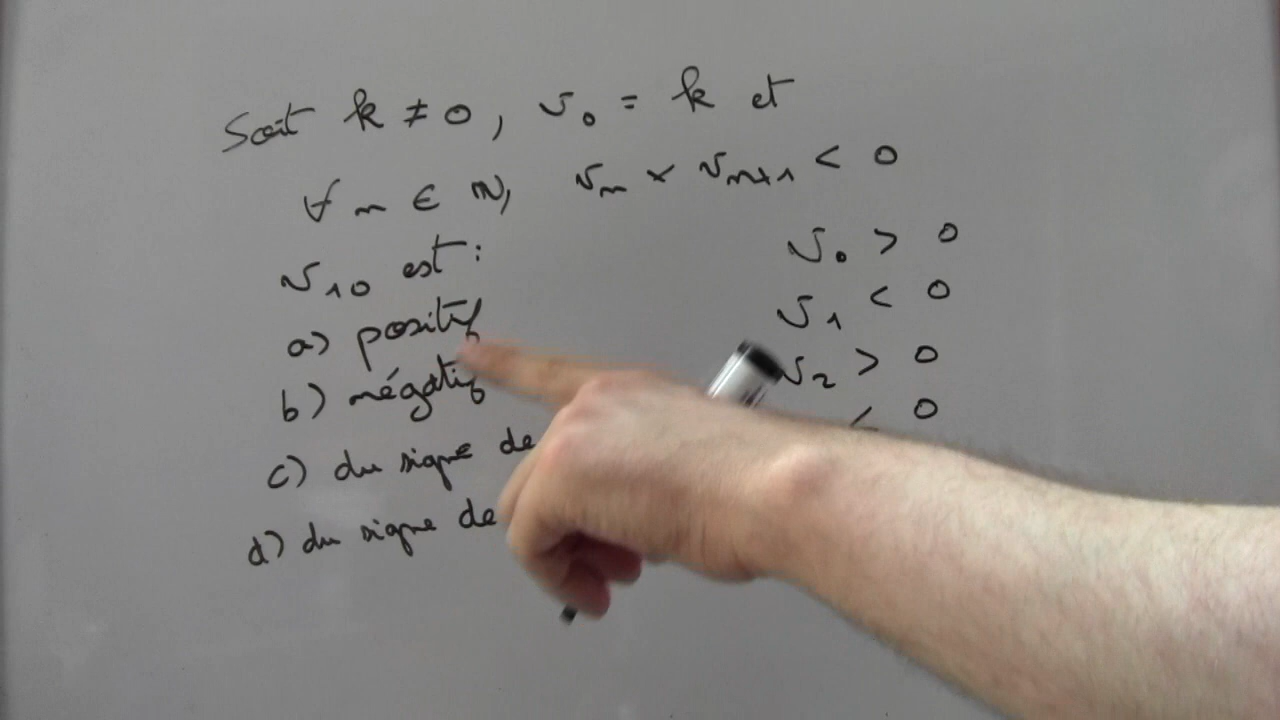 Soit k ≠ 0, v₀ = k et
∀ n ∈ ℕ, vₙ × vₙ₊₁ < 0
v₁₀ est :
a) positif
b) négatif
c) du signe de
d) du signe de
v₀ > 0
v₁ < 0
v₂ > 0
< 0